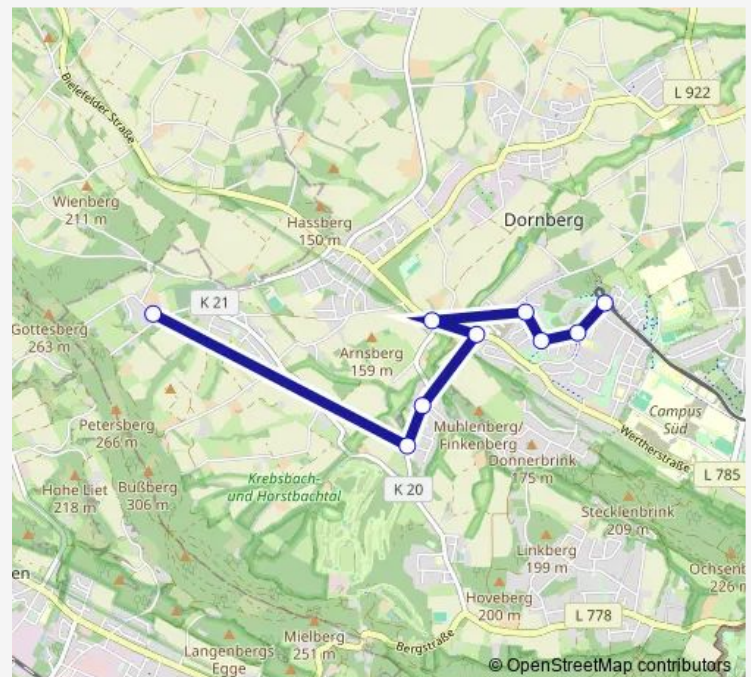 L 922
Bielefelder Straße
Wienberg
211 m
Hassberg
150 m
Dornberg
K 21
Gottesberg
263 m
Arnsberg
159 m
Petersberg
266 m
Muhlenberg/
Finkenberg
Campus
Süd
Wertherstraße
Donnerbrink
175 m
L 785
Hohe Liet
218 m
Bußberg
306 m
Krebsbach-
und Horstbachtal
K 20
Stecklenbrink
209 m
Linkberg
199 m
Ochsenb
226 m
en
Hoveberg
200 m
L 778
Langenbergs
Egge
Mielberg
251 m
Bergstraße
© OpenStreetMap contributors